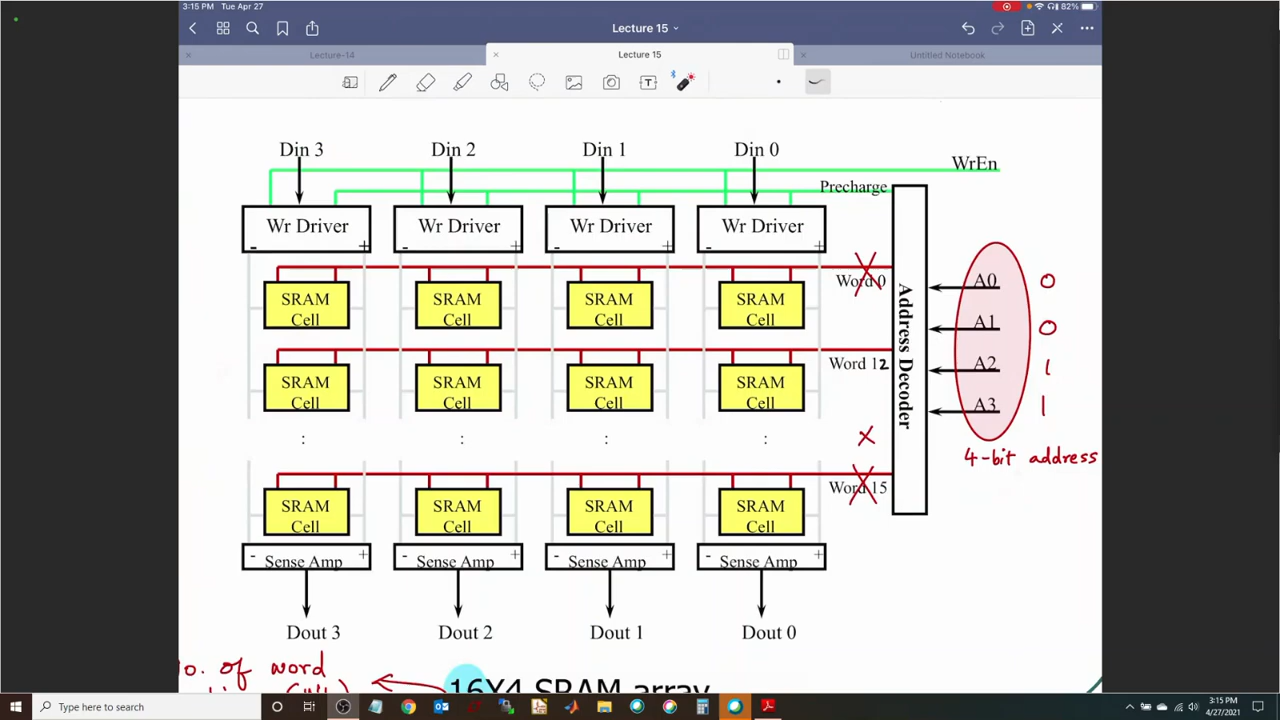 3:15 PM Tue Apr 27
82%
Lecture 15
Lecture-14
Lecture 15
Untitled Notebook
T
Din 3 Din 2 Din 1 Din 0
WrEn
Precharge
Wr Driver Wr Driver Wr Driver Wr Driver
- + - + - + - +
Word 0
A0 0
SRAM Cell SRAM Cell SRAM Cell SRAM Cell
A1 0
Word 12
A2 1
SRAM Cell SRAM Cell SRAM Cell SRAM Cell
A3 1
Address Decoder
: : : :
X
4-bit address
Word 15
SRAM Cell SRAM Cell SRAM Cell SRAM Cell
- Sense Amp + - Sense Amp + - Sense Amp + - Sense Amp +
Dout 3 Dout 2 Dout 1 Dout 0
o. of word
16X4 SRAM array
Type here to search
3:15 PM
4/27/2021